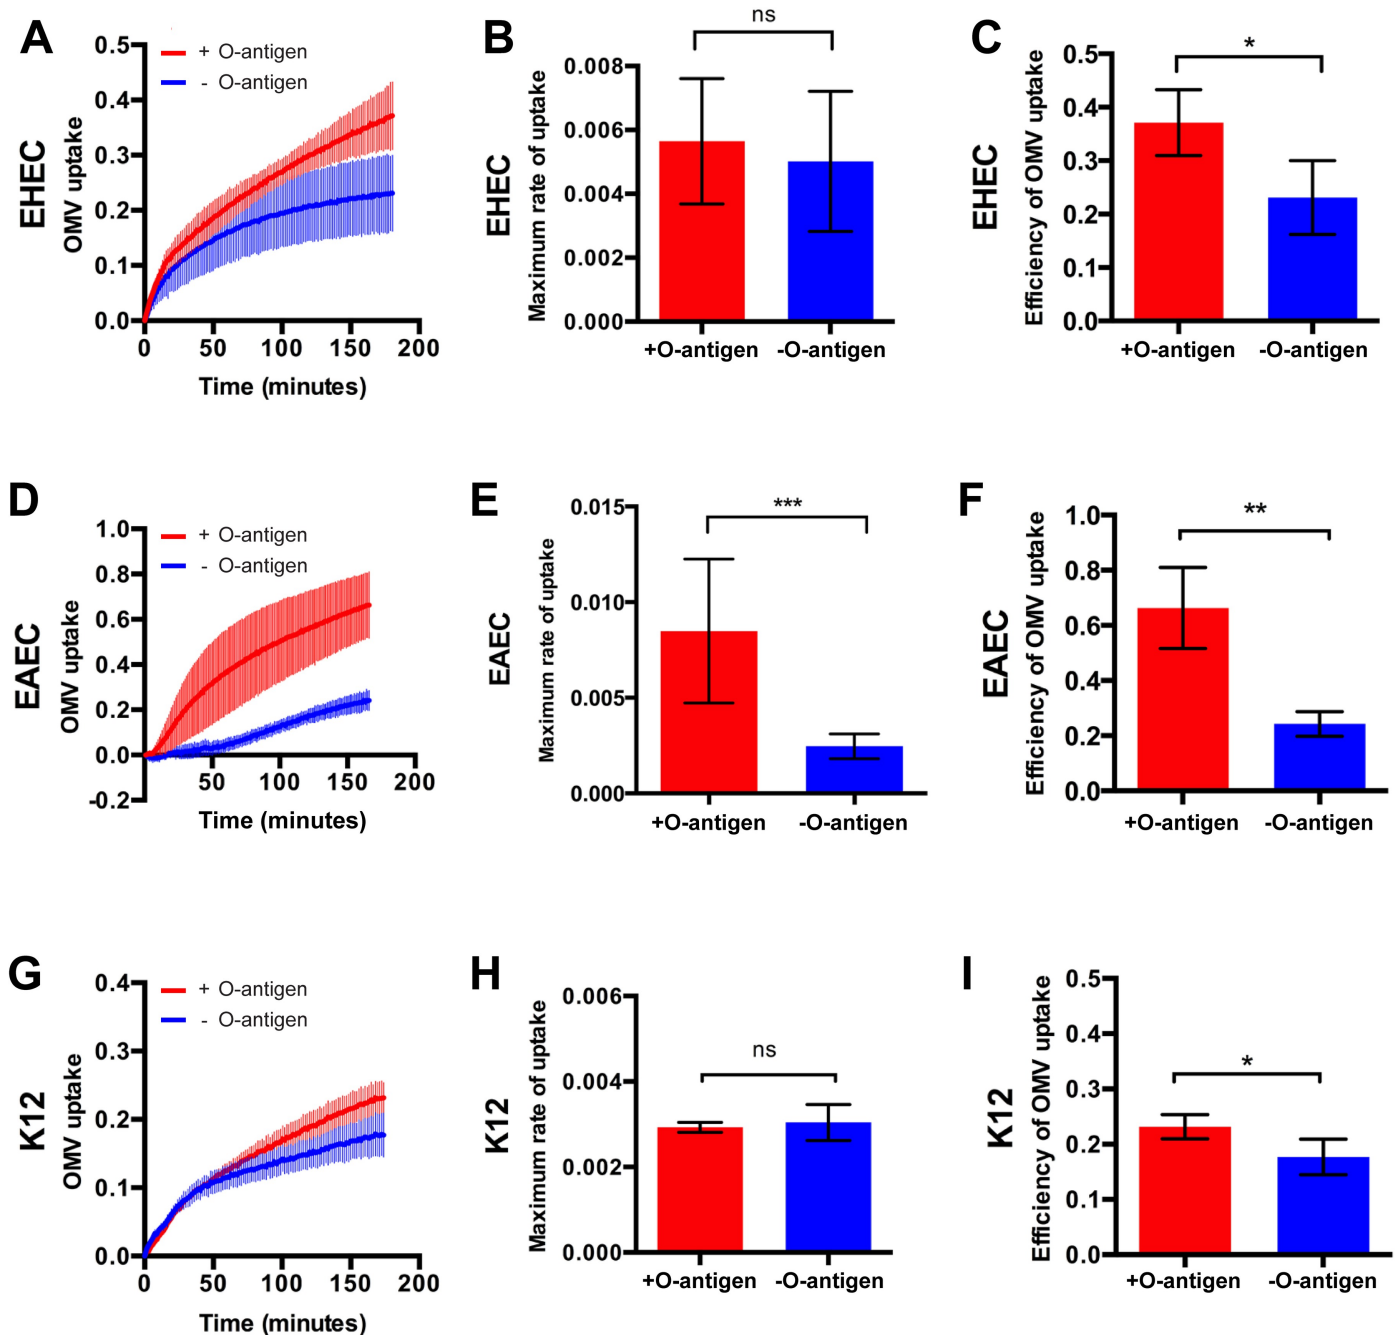 A
EHEC
OMV uptake
0.5
0.4
0.3
0.2
0.1
0.0
+ O-antigen
- O-antigen
0 50 100 150 200
Time (minutes)
B
EHEC
Maximum rate of uptake
0.008
0.006
0.004
0.002
0.000
ns
+O-antigen -O-antigen
C
EHEC
Efficiency of OMV uptake
0.5
0.4
0.3
0.2
0.1
0.0
*
+O-antigen -O-antigen
D
EAEC
OMV uptake
1.0
0.8
0.6
0.4
0.2
0.0
-0.2
+ O-antigen
- O-antigen
50 100 150 200
Time (minutes)
E
EAEC
Maximum rate of uptake
0.015
0.010
0.005
0.000
***
+O-antigen -O-antigen
F
EAEC
Efficiency of OMV uptake
1.0
0.8
0.6
0.4
0.2
0.0
**
+O-antigen -O-antigen
G
K12
OMV uptake
0.4
0.3
0.2
0.1
0.0
+ O-antigen
- O-antigen
0 50 100 150 200
Time (minutes)
H
K12
Maximum rate of uptake
0.006
0.004
0.002
0.000
ns
+O-antigen -O-antigen
I
K12
Efficiency of OMV uptake
0.5
0.4
0.3
0.2
0.1
0.0
*
+O-antigen -O-antigen